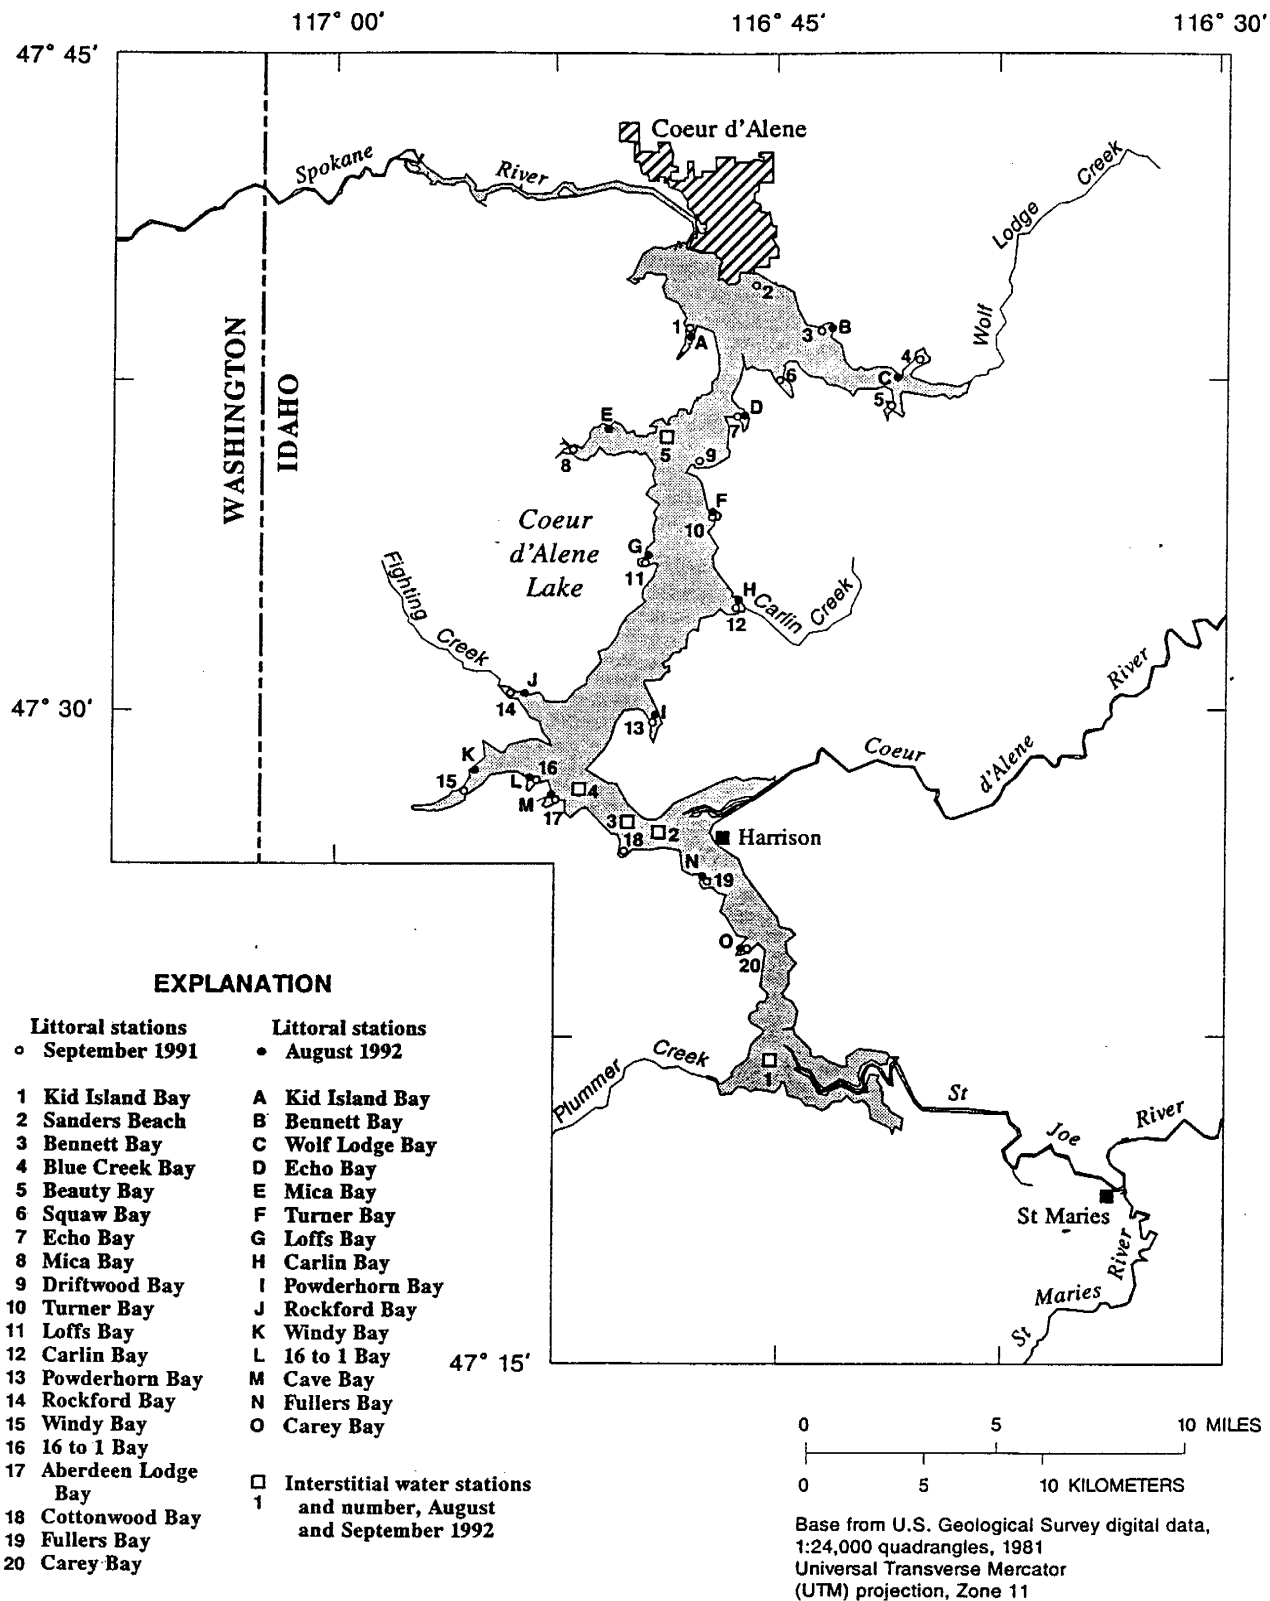 117° 00′ 116° 45′ 116° 30′
47° 45′
Coeur d'Alene
Spokane River
Wolf Lodge Creek
2
1
A
3 B
4
C
5
6
D
7
E
5
8
9
WASHINGTON
IDAHO
F
10
Coeur
d'Alene
Lake
G
11
H
12
Carlin Creek
Fighting Creek
J
14
47° 30′
I
13
Coeur d'Alene River
K
15
L 16
M
17
4
3
18
2
Harrison
N
19
O
20
Plummer Creek
1
St Joe River
St Maries
St Maries River
47° 15′
EXPLANATION
Littoral stations
September 1991
1 Kid Island Bay
2 Sanders Beach
3 Bennett Bay
4 Blue Creek Bay
5 Beauty Bay
6 Squaw Bay
7 Echo Bay
8 Mica Bay
9 Driftwood Bay
10 Turner Bay
11 Loffs Bay
12 Carlin Bay
13 Powderhorn Bay
14 Rockford Bay
15 Windy Bay
16 16 to 1 Bay
17 Aberdeen Lodge
Bay
18 Cottonwood Bay
19 Fullers Bay
20 Carey Bay
Littoral stations
August 1992
A Kid Island Bay
B Bennett Bay
C Wolf Lodge Bay
D Echo Bay
E Mica Bay
F Turner Bay
G Loffs Bay
H Carlin Bay
I Powderhorn Bay
J Rockford Bay
K Windy Bay
L 16 to 1 Bay
M Cave Bay
N Fullers Bay
O Carey Bay
Interstitial water stations
1 and number, August
and September 1992
0 5 10 MILES
0 5 10 KILOMETERS
Base from U.S. Geological Survey digital data,
1:24,000 quadrangles, 1981
Universal Transverse Mercator
(UTM) projection, Zone 11